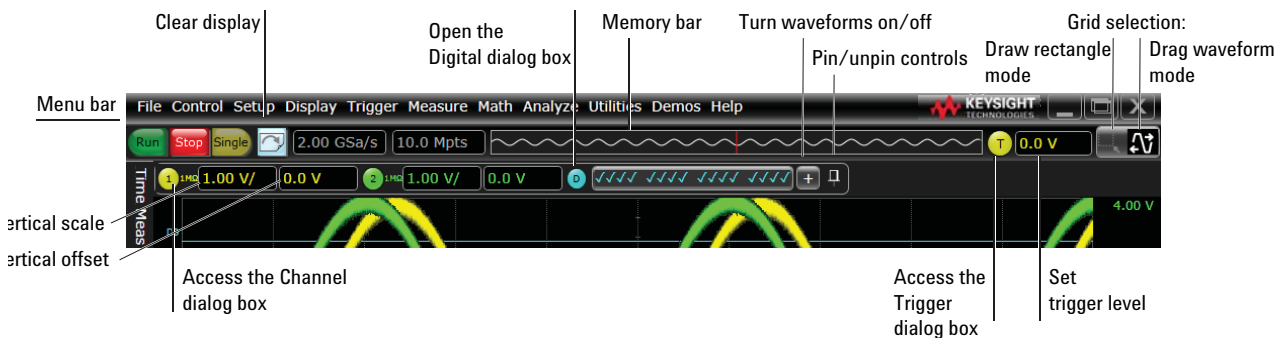 Clear display
Open the
Digital dialog box
Memory bar
Turn waveforms on/off
Pin/unpin controls
Grid selection:
Draw rectangle
mode
Drag waveform
mode
Menu bar
File Control Setup Display Trigger Measure Math Analyze Utilities Demos Help
KEYSIGHT
TECHNOLOGIES
Run Stop Single 2.00 GSa/s 10.0 Mpts T 0.0 V
1 1MΩ 1.00 V/ 0.0 V 2 1MΩ 1.00 V/ 0.0 V D +
Time Meas
4.00 V
ertical scale
ertical offset
Access the Channel
dialog box
Access the
Trigger
dialog box
Set
trigger level